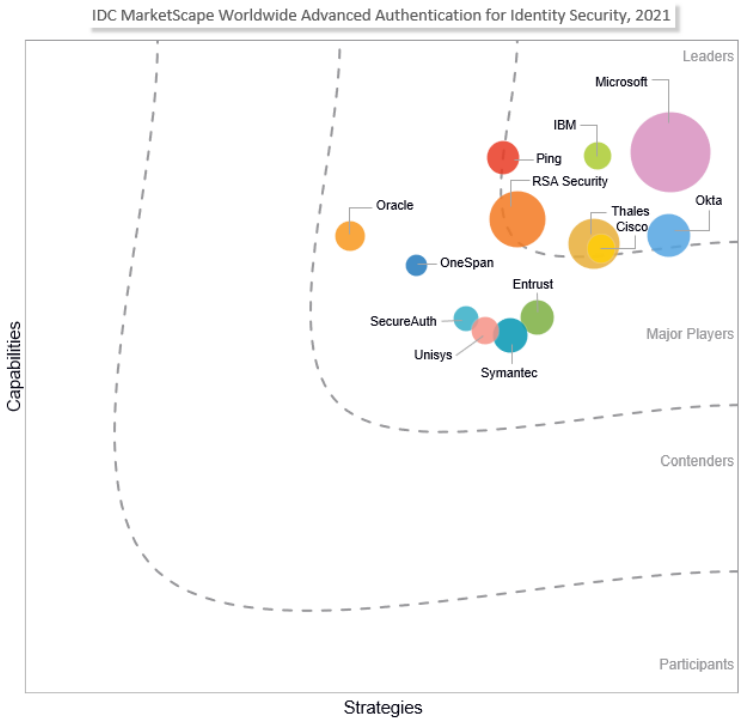 IDC MarketScape Worldwide Advanced Authentication for Identity Security, 2021
Leaders
Microsoft
IBM
Ping
RSA Security
Okta
Thales
Oracle
Cisco
OneSpan
Entrust
SecureAuth
Major Players
Unisys
Symantec
Capabilities
Contenders
Participants
Strategies